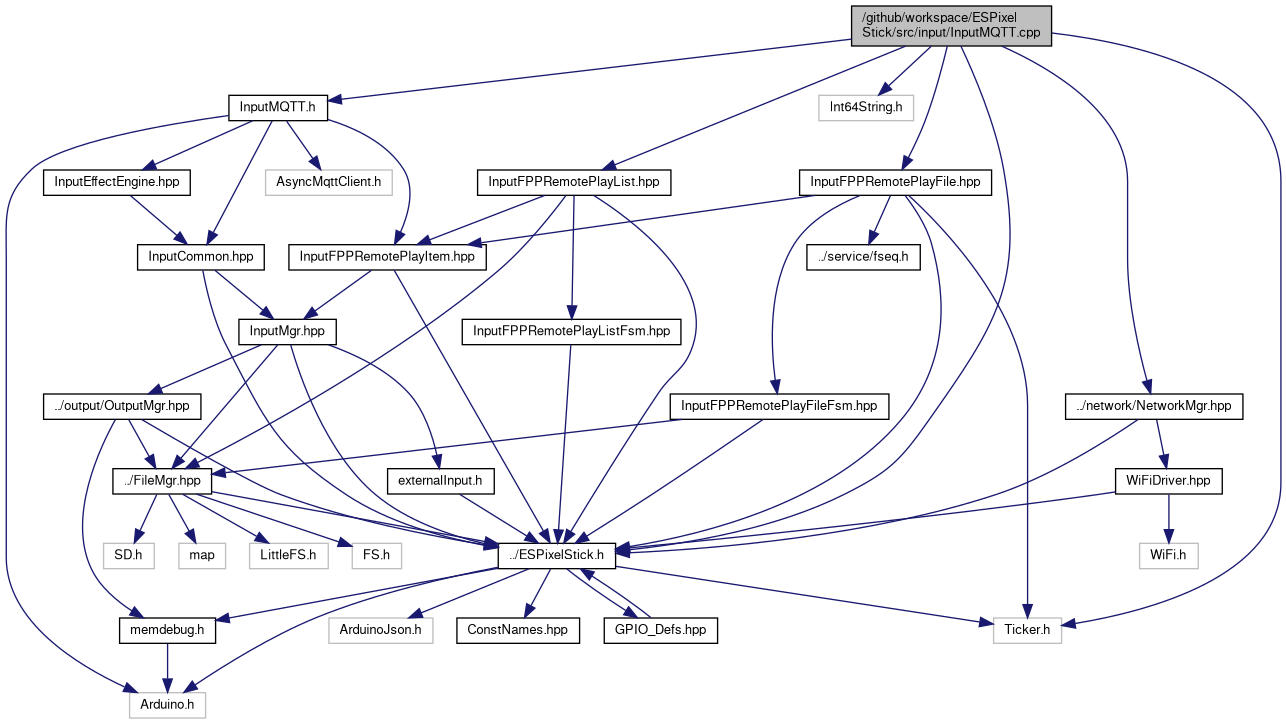 /github/workspace/ESPixel
Stick/src/input/InputMQTT.cpp
InputMQTT.h
Int64String.h
InputEffectEngine.hpp
AsyncMqttClient.h
InputFPPRemotePlayList.hpp
InputFPPRemotePlayFile.hpp
InputCommon.hpp
InputFPPRemotePlayItem.hpp
../service/fseq.h
InputMgr.hpp
InputFPPRemotePlayListFsm.hpp
../output/OutputMgr.hpp
InputFPPRemotePlayFileFsm.hpp
../network/NetworkMgr.hpp
../FileMgr.hpp
externalInput.h
WiFiDriver.hpp
SD.h
map
LittleFS.h
FS.h
../ESPixelStick.h
WiFi.h
memdebug.h
ArduinoJson.h
ConstNames.hpp
GPIO_Defs.hpp
Ticker.h
Arduino.h